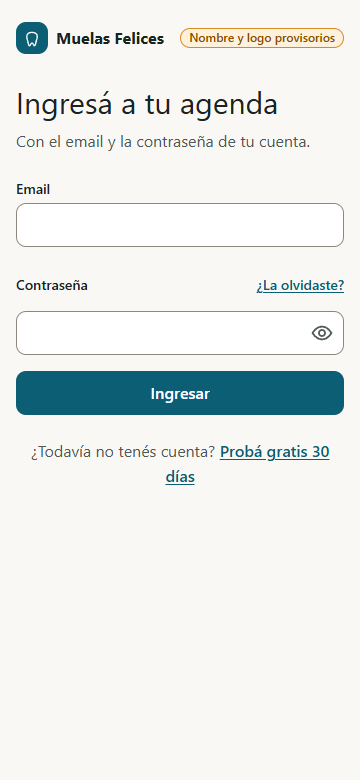 Muelas Felices
Nombre y logo provisorios
Ingresá a tu agenda
Con el email y la contraseña de tu cuenta.
Email
Contraseña
¿La olvidaste?
Ingresar
¿Todavía no tenés cuenta? Probá gratis 30
días